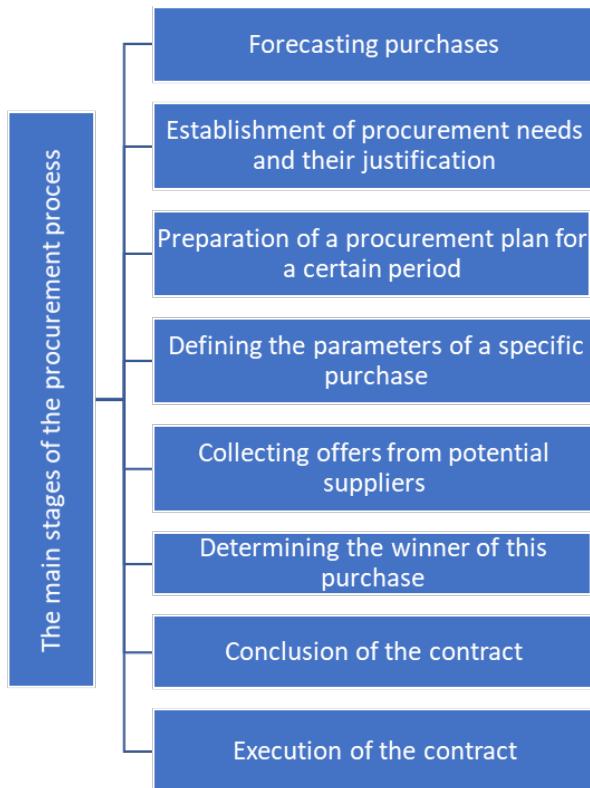 The main stages of the procurement process
Forecasting purchases
Establishment of procurement needs
and their justification
Preparation of a procurement plan for
a certain period
Defining the parameters of a specific
purchase
Collecting offers from potential
suppliers
Determining the winner of this
purchase
Conclusion of the contract
Execution of the contract